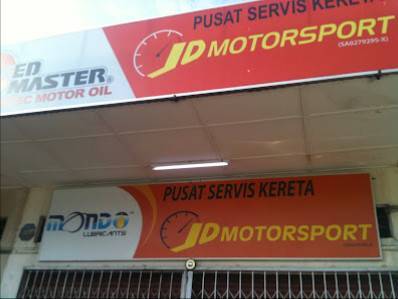 PUSAT SERVIS KERETA
ED
MASTER
MOTOR OIL
JD MOTORSPORT
(SA0279295-X)
PUSAT SERVIS KERETA
MONDO
LUBRICANTS
JD MOTORSPORT